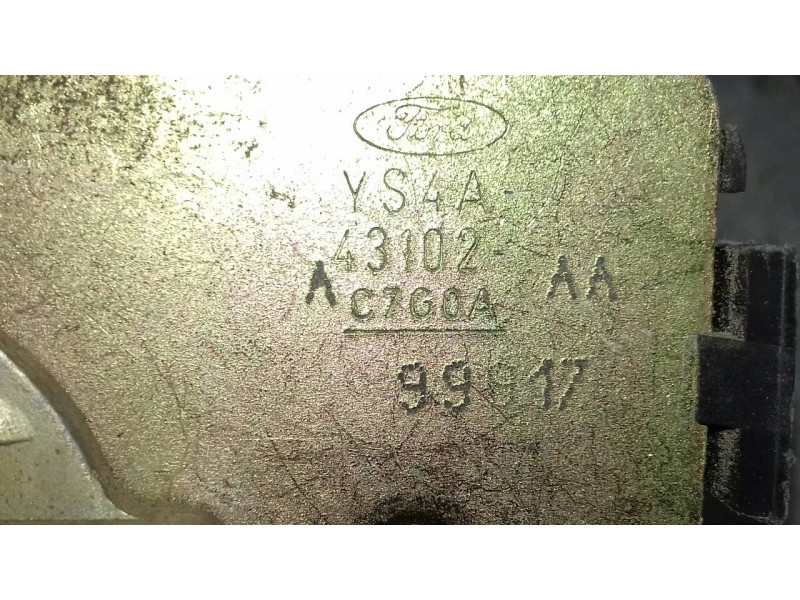 Ford
YS4A-
43102-
A C7G0A AA
99917